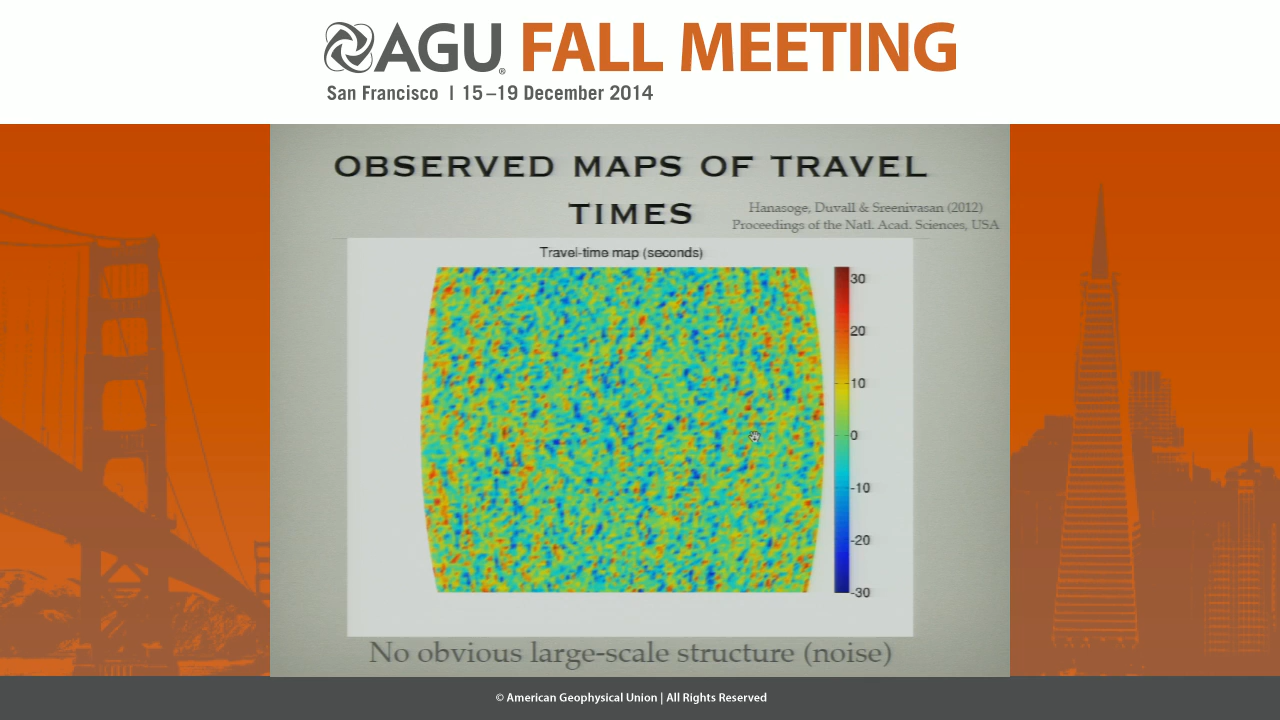 AGU FALL MEETING
San Francisco | 15–19 December 2014
OBSERVED MAPS OF TRAVEL
TIMES
Hanasoge, Duvall & Sreenivasan (2012)
Proceedings of the Natl. Acad. Sciences, USA
Travel-time map (seconds)
30
20
10
0
-10
-20
-30
No obvious large-scale structure (noise)
© American Geophysical Union | All Rights Reserved